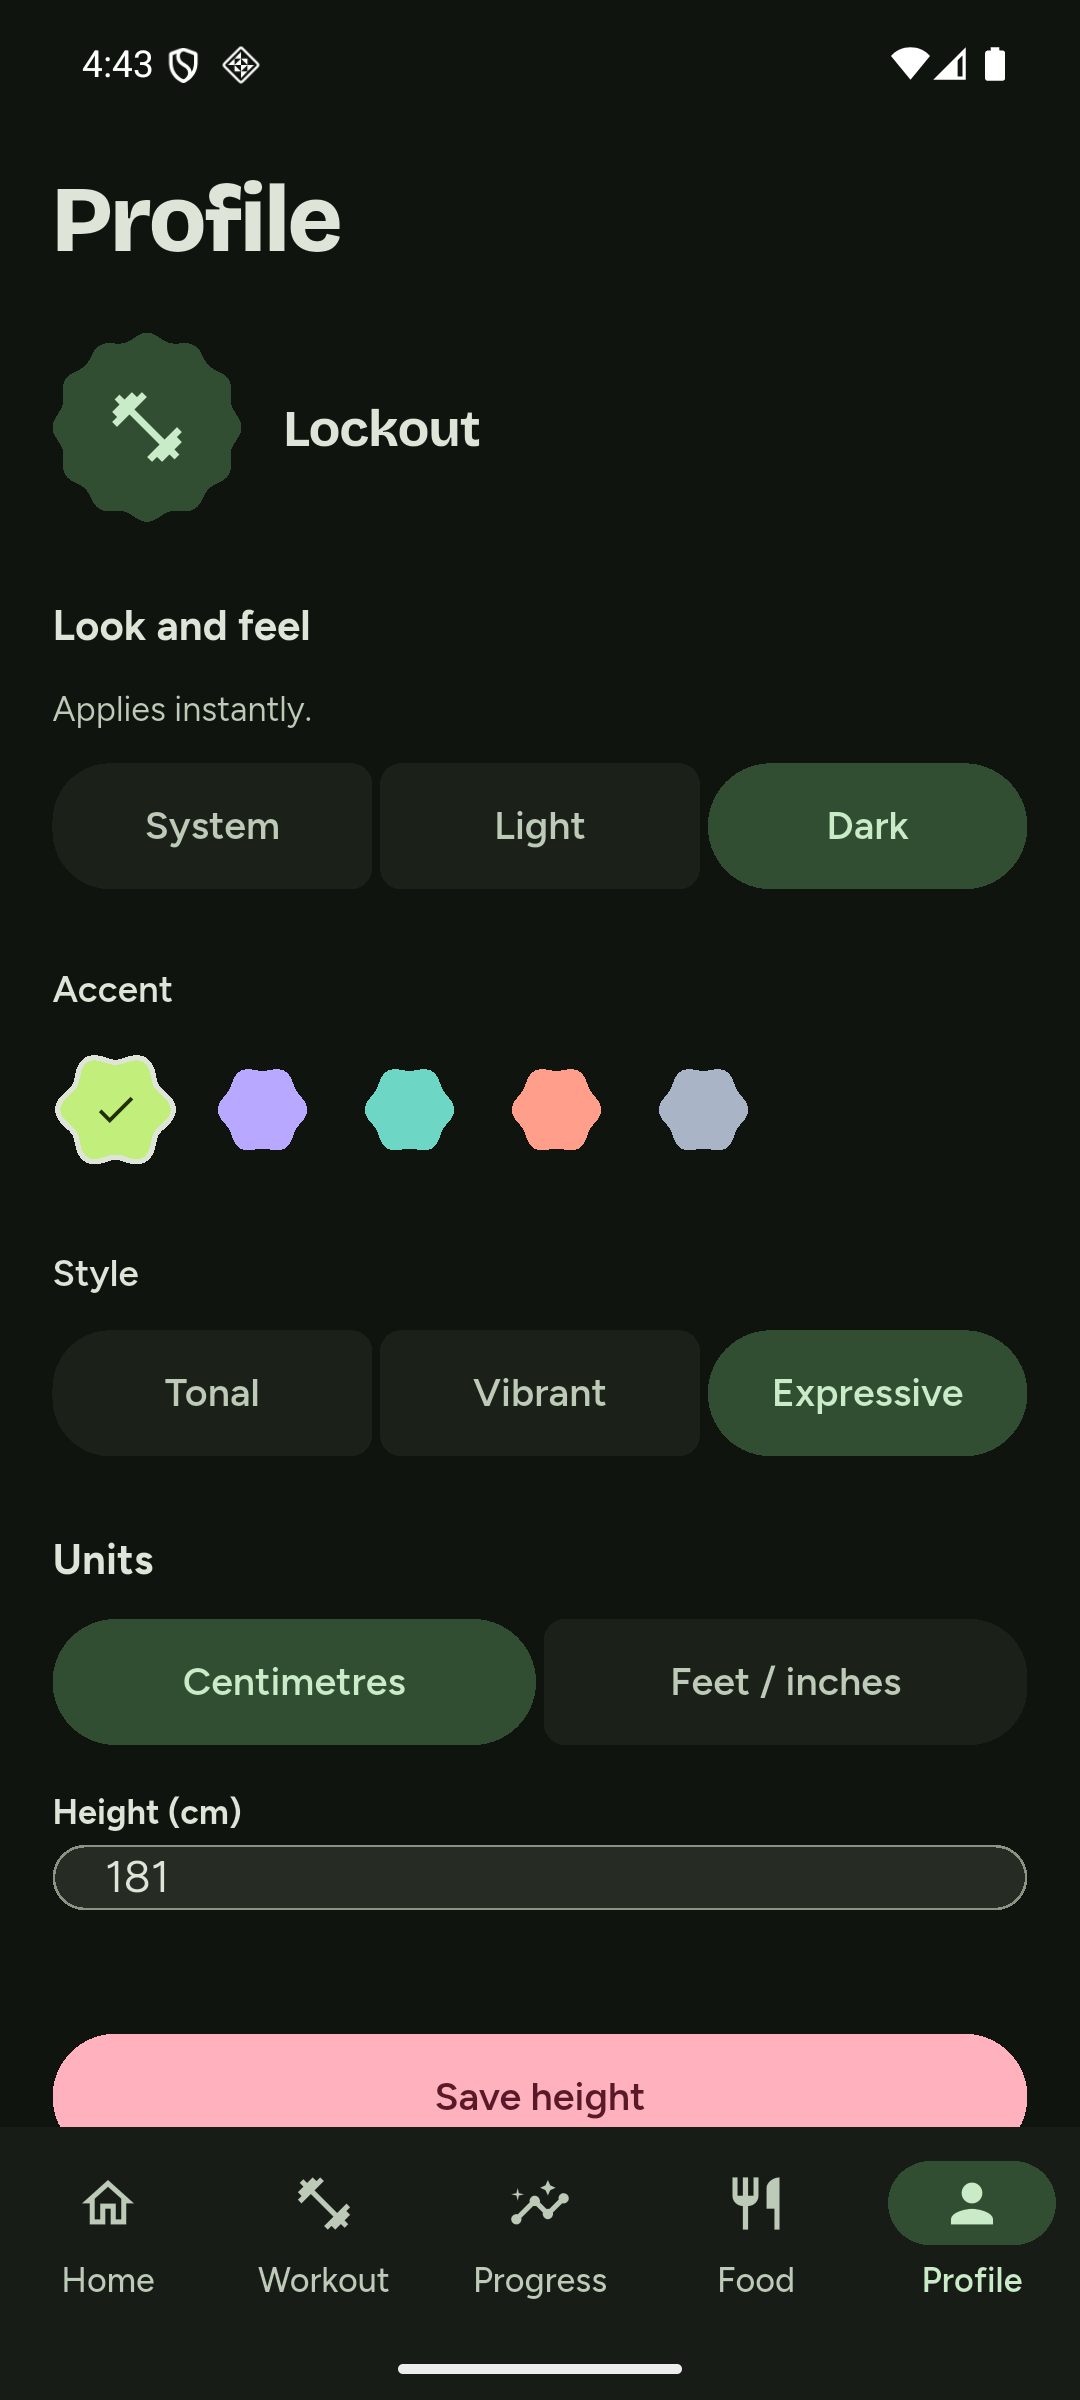 4:43
Profile
Lockout
Look and feel
Applies instantly.
System Light Dark
Accent
Style
Tonal Vibrant Expressive
Units
Centimetres Feet / inches
Height (cm)
181
Save height
Home Workout Progress Food Profile